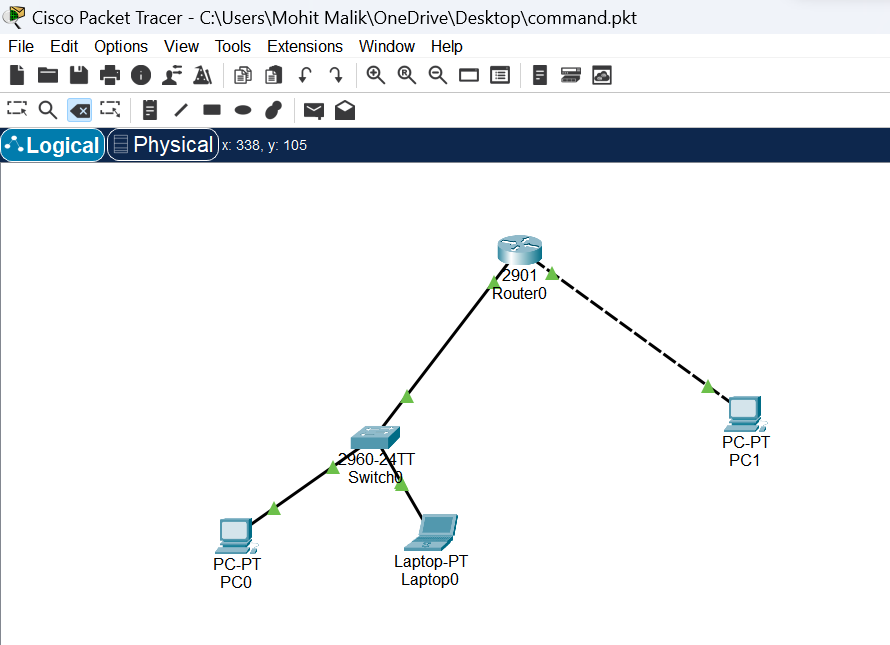 Cisco Packet Tracer - C:\Users\Mohit Malik\OneDrive\Desktop\command.pkt
File Edit Options View Tools Extensions Window Help
Logical Physical x: 338, y: 105
2901
Router0
PC-PT
PC1
2960-24TT
Switch0
PC-PT
PC0
Laptop-PT
Laptop0